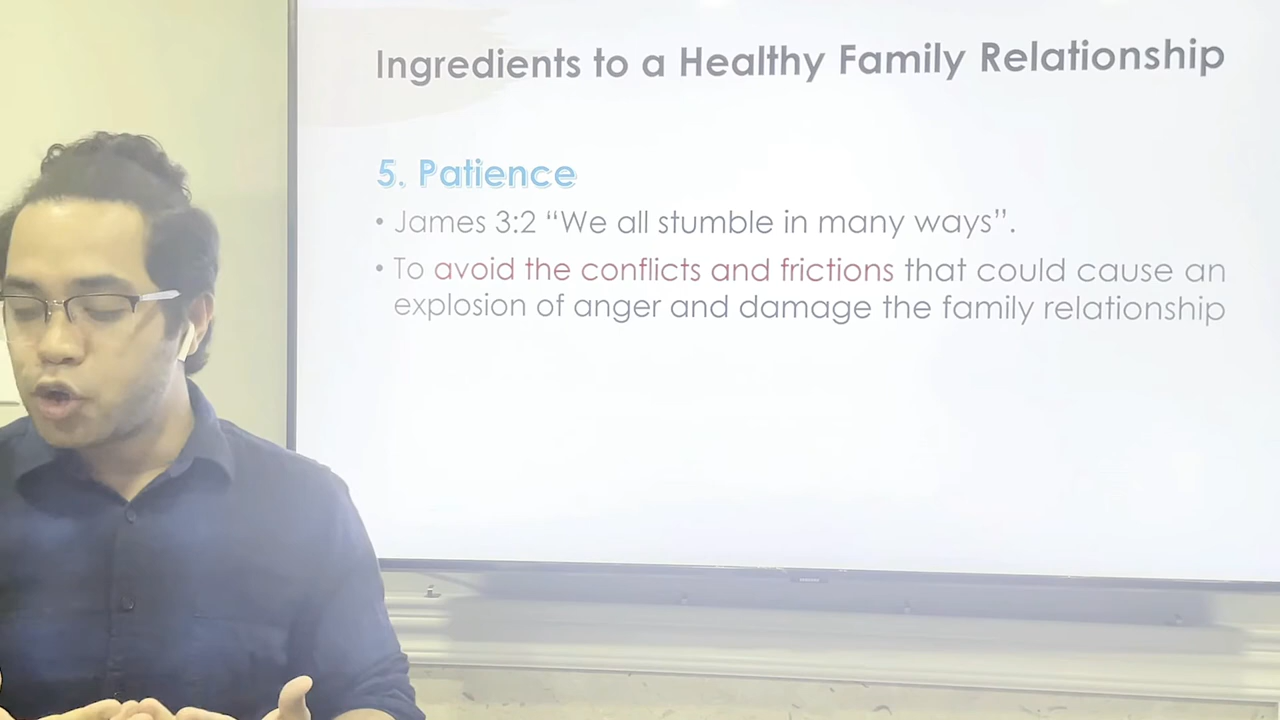 Ingredients to a Healthy Family Relationship
5. Patience
• James 3:2 “We all stumble in many ways”.
• To avoid the conflicts and frictions that could cause an
explosion of anger and damage the family relationship
SAMSUNG